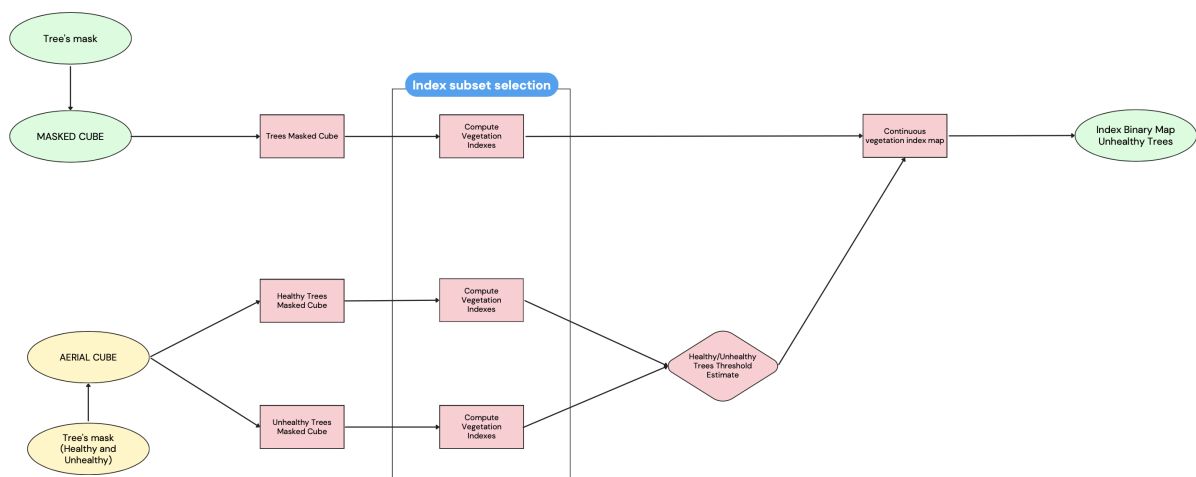 Tree's mask
Index subset selection
MASKED CUBE
Trees Masked Cube
Compute
Vegetation
Indexes
Continuous
vegetation index map
Index Binary Map
Unhealthy Trees
Healthy Trees
Masked Cube
Compute
Vegetation
Indexes
AERIAL CUBE
Healthy/Unhealthy
Trees Threshold
Estimate
Tree's mask
(Healthy and
Unhealthy)
Unhealthy Trees
Masked Cube
Compute
Vegetation
Indexes